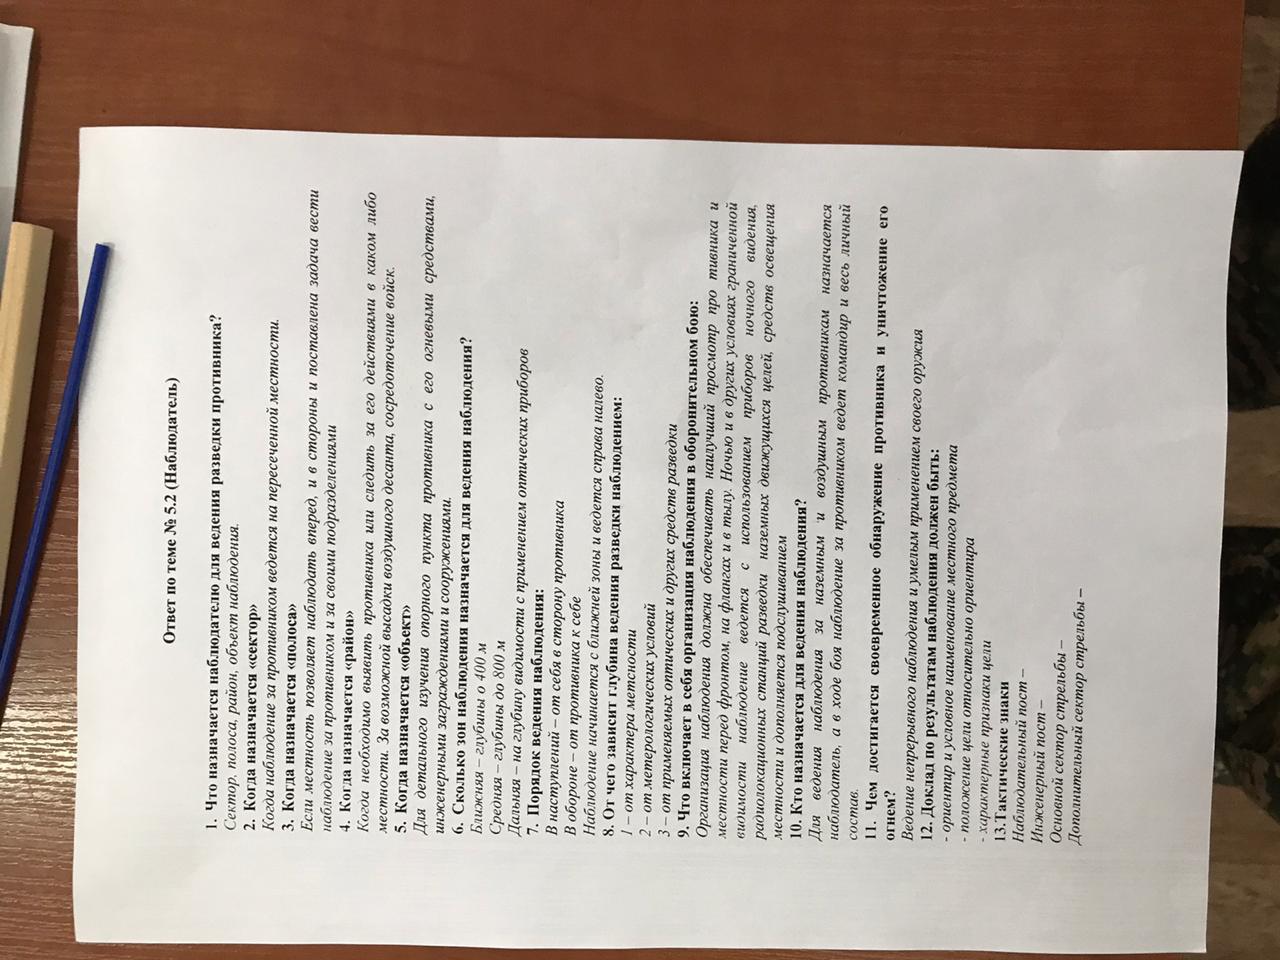 Ответ по теме № 5.2 (Наблюдатель)
1. Что назначается наблюдателю для ведения разведки противника?
Сектор, полоса, район, объект наблюдения.
2. Когда назначается «сектор»
Когда наблюдение за противником ведется на пересеченной местности.
3. Когда назначается «полоса»
Если местность позволяет наблюдать вперед, и в стороны и поставлена задача вести
наблюдение за противником и за своими подразделениями
4. Когда назначается «район»
Когда необходимо выявить противника или следить за его действиями в каком либо
местности. За возможной высадки воздушного десанта, сосредоточение войск.
5. Когда назначается «объект»
Для детального изучения опорного пункта противника с его огневыми средствами,
инженерными заграждениями и сооружениями.
6. Сколько зон наблюдения назначается для ведения наблюдения?
Ближняя – глубины о 400 м
Средняя – глубины до 800 м
Дальняя – на глубину видимости с применением оптических приборов
7. Порядок ведения наблюдения:
В наступлений – от себя в сторону противника
В обороне – от противника к себе
Наблюдение начинается с ближней зоны и ведется справа налево.
8. От чего зависит глубина ведения разведки наблюдением:
1 – от характера метсности
2 – от метерологических условий
3 – от применяемых оптических и других средств разведки
9. Что включает в себя организация наблюдения в оборонительном бою:
Организация наблюдения должна обеспечивать наилучший просмотр про тивника и
местности перед фронтом, на флангах и в тылу. Ночью и в других условиях граниченной
видимости наблюдение ведется с использованием приборов ночного видения,
радиолокационных станций разведки наземных движущихся целей, средств освещения
местности и дополняется подслушиванием
10. Кто назначается для ведения наблюдения?
Для ведения наблюдения за наземным и воздушным противникам назначается
наблюдатель, а в ходе боя наблюдение за противником ведет командир и весь личный
состав.
11. Чем достигается своевременное обнаружение противника и уничтожение его
огнем?
Ведение непрерывного наблюдения и умелым применением своего оружия
12. Доклад по результатам наблюдения должен быть:
- ориентир и условное наименование местного предмета
- положение цели относительно ориентира
- характерные признаки цели
13.Тактические знаки
Наблюдательный пост –
Инженерный пост –
Основной сектор стрельбы –
Дополнительный сектор стрельбы –